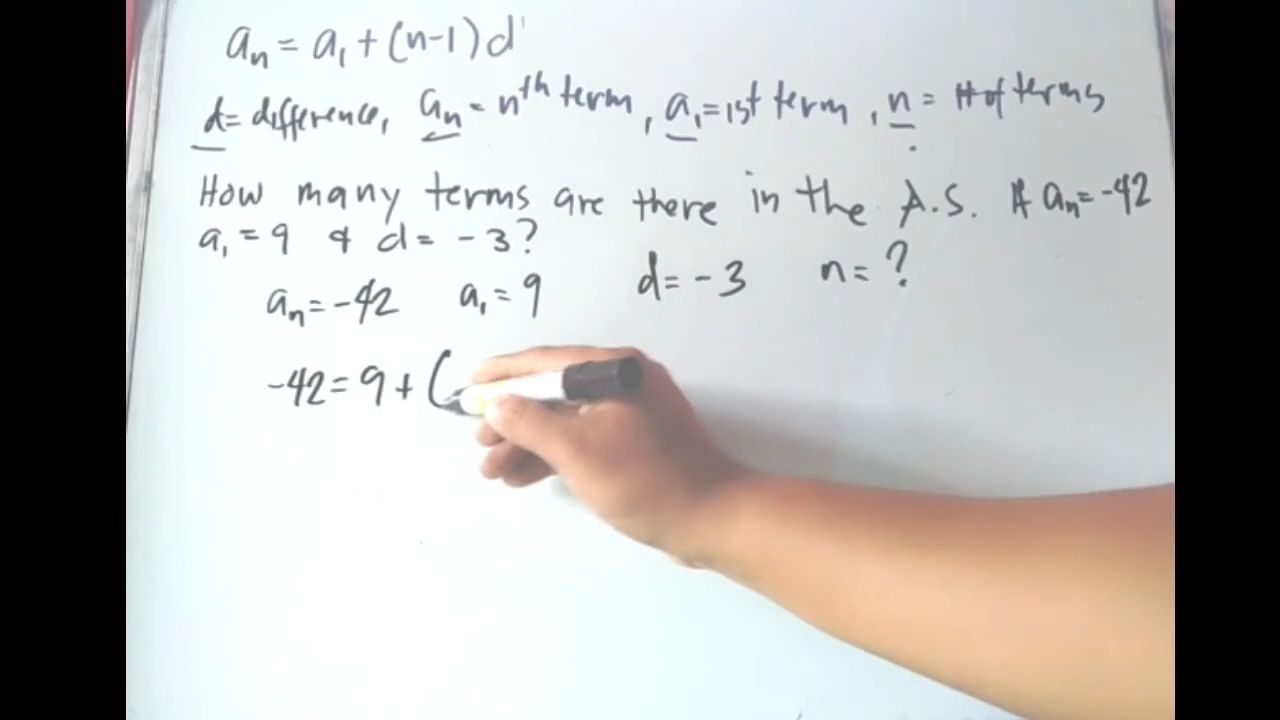 an = a1 + (n-1)d
d = difference, an = nth term, a1 = 1st term, n = # of terms
How many terms are there in the A.S. if an = -42
a1 = 9 & d = -3?
an = -42 a1 = 9 d = -3 n = ?
-42 = 9 + (